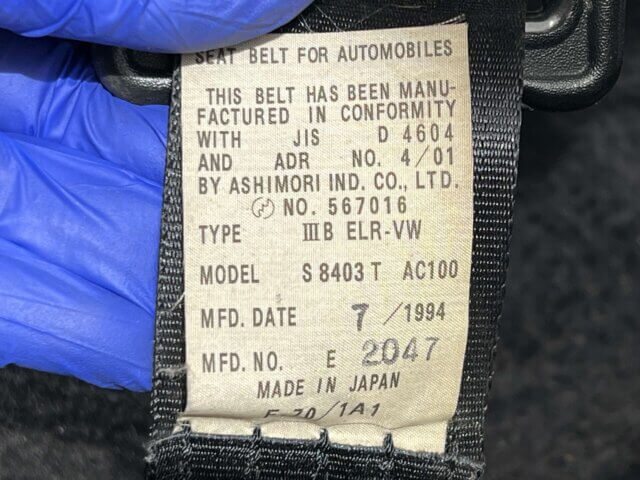 SEAT BELT FOR AUTOMOBILES
THIS BELT HAS BEEN MANU-
FACTURED IN CONFORMITY
WITH JIS D 4604
AND ADR NO. 4/01
BY ASHIMORI IND. CO., LTD.
NO. 567016
TYPE ⅢB ELR-VW
MODEL S8403T AC100
MFD. DATE 7/1994
MFD. NO. E 2047
MADE IN JAPAN